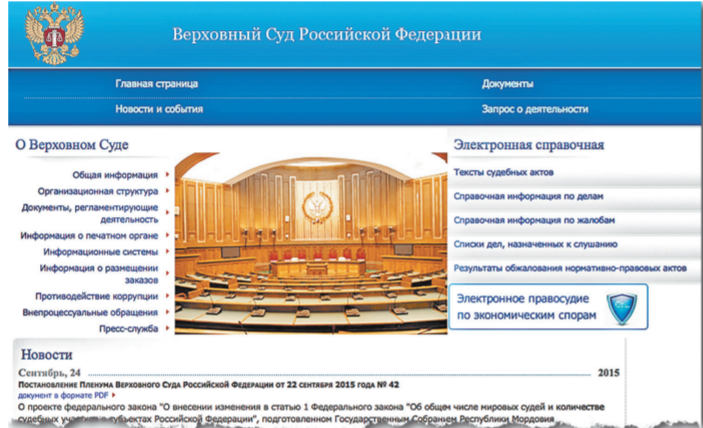 Верховный Суд Российской Федерации
Главная страница
Документы
Новости и события
Запрос о деятельности
О Верховном Суде
Общая информация
Организационная структура
Документы, регламентирующие
деятельность
Информация о печатном органе
Информационные системы
Информация о размещении
заказов
Противодействие коррупции
Внепроцессуальные обращения
Пресс-служба
Электронная справочная
Тексты судебных актов
Справочная информация по делам
Справочная информация по жалобам
Списки дел, назначенных к слушанию
Результаты обжалования нормативно-правовых актов
Электронное правосудие
по экономическим спорам
Новости
Сентябрь, 24 2015
Постановление Пленума Верховного Суда Российской Федерации от 22 сентября 2015 года № 42
документ в формате PDF
О проекте федерального закона "О внесении изменения в статью 1 Федерального закона "Об общем числе мировых судей и количестве
судебных участков в субъектах Российской Федерации", подготовленном Государственным Собранием Республики Мордовия